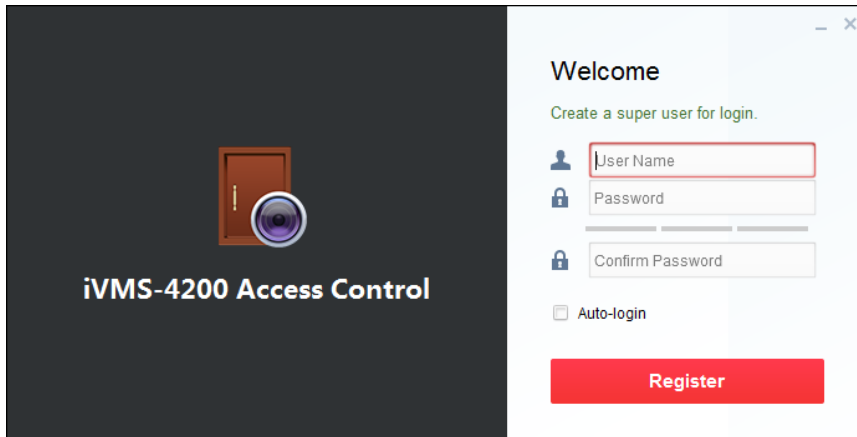 Welcome
Create a super user for login.
User Name
Password
Confirm Password
Auto-login
Register
iVMS-4200 Access Control